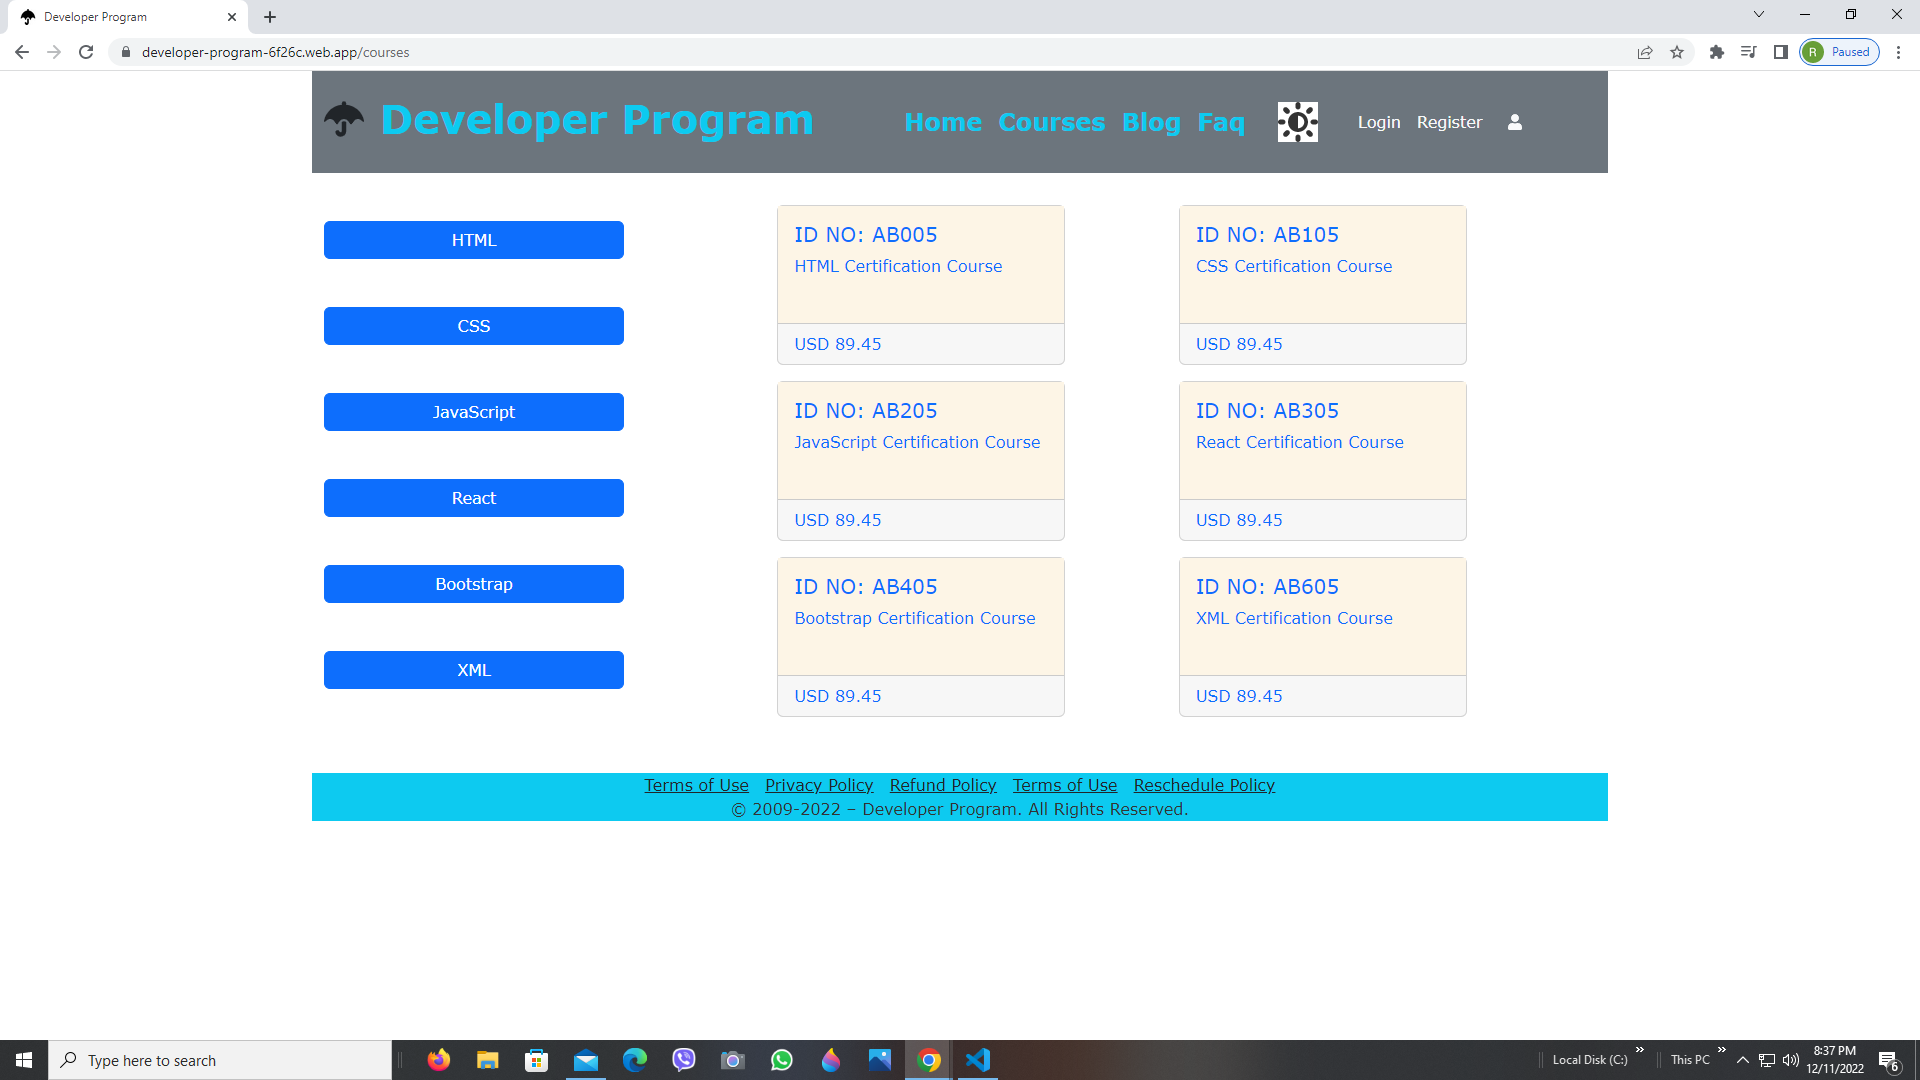 Developer Program
developer-program-6f26c.web.app/courses
R Paused
Developer Program
Home Courses Blog Faq
Login Register
HTML
CSS
JavaScript
React
Bootstrap
XML
ID NO: AB005
HTML Certification Course
USD 89.45
ID NO: AB105
CSS Certification Course
USD 89.45
ID NO: AB205
JavaScript Certification Course
USD 89.45
ID NO: AB305
React Certification Course
USD 89.45
ID NO: AB405
Bootstrap Certification Course
USD 89.45
ID NO: AB605
XML Certification Course
USD 89.45
Terms of Use Privacy Policy Refund Policy Terms of Use Reschedule Policy
© 2009-2022 – Developer Program. All Rights Reserved.
Type here to search
Local Disk (C:) »
This PC »
8:37 PM
12/11/2022
6